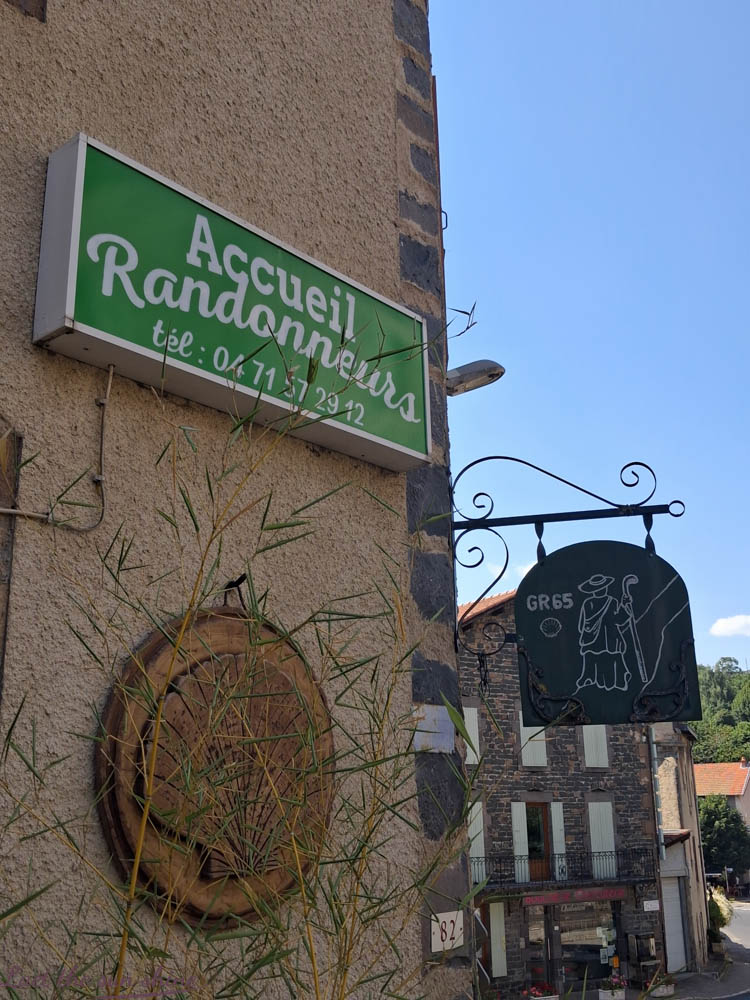 Accueil
Randonneurs
tél : 04 71 57 29 12
GR65
82